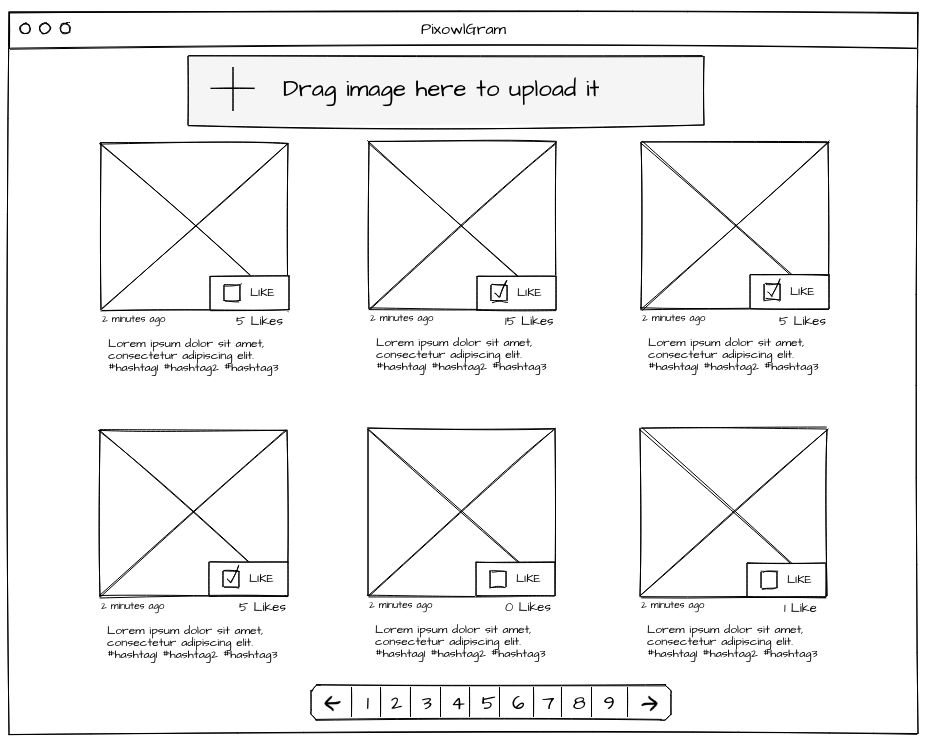 PixowlGram
Drag image here to upload it
LIKE
2 minutes ago 5 Likes
Lorem ipsum dolor sit amet,
consectetur adipiscing elit.
#hashtag1 #hashtag2 #hashtag3
LIKE
2 minutes ago 15 Likes
Lorem ipsum dolor sit amet,
consectetur adipiscing elit.
#hashtag1 #hashtag2 #hashtag3
LIKE
2 minutes ago 5 Likes
Lorem ipsum dolor sit amet,
consectetur adipiscing elit.
#hashtag1 #hashtag2 #hashtag3
LIKE
2 minutes ago 5 Likes
Lorem ipsum dolor sit amet,
consectetur adipiscing elit.
#hashtag1 #hashtag2 #hashtag3
LIKE
2 minutes ago 0 Likes
Lorem ipsum dolor sit amet,
consectetur adipiscing elit.
#hashtag1 #hashtag2 #hashtag3
LIKE
2 minutes ago 1 Like
Lorem ipsum dolor sit amet,
consectetur adipiscing elit.
#hashtag1 #hashtag2 #hashtag3
← 1 2 3 4 5 6 7 8 9 →